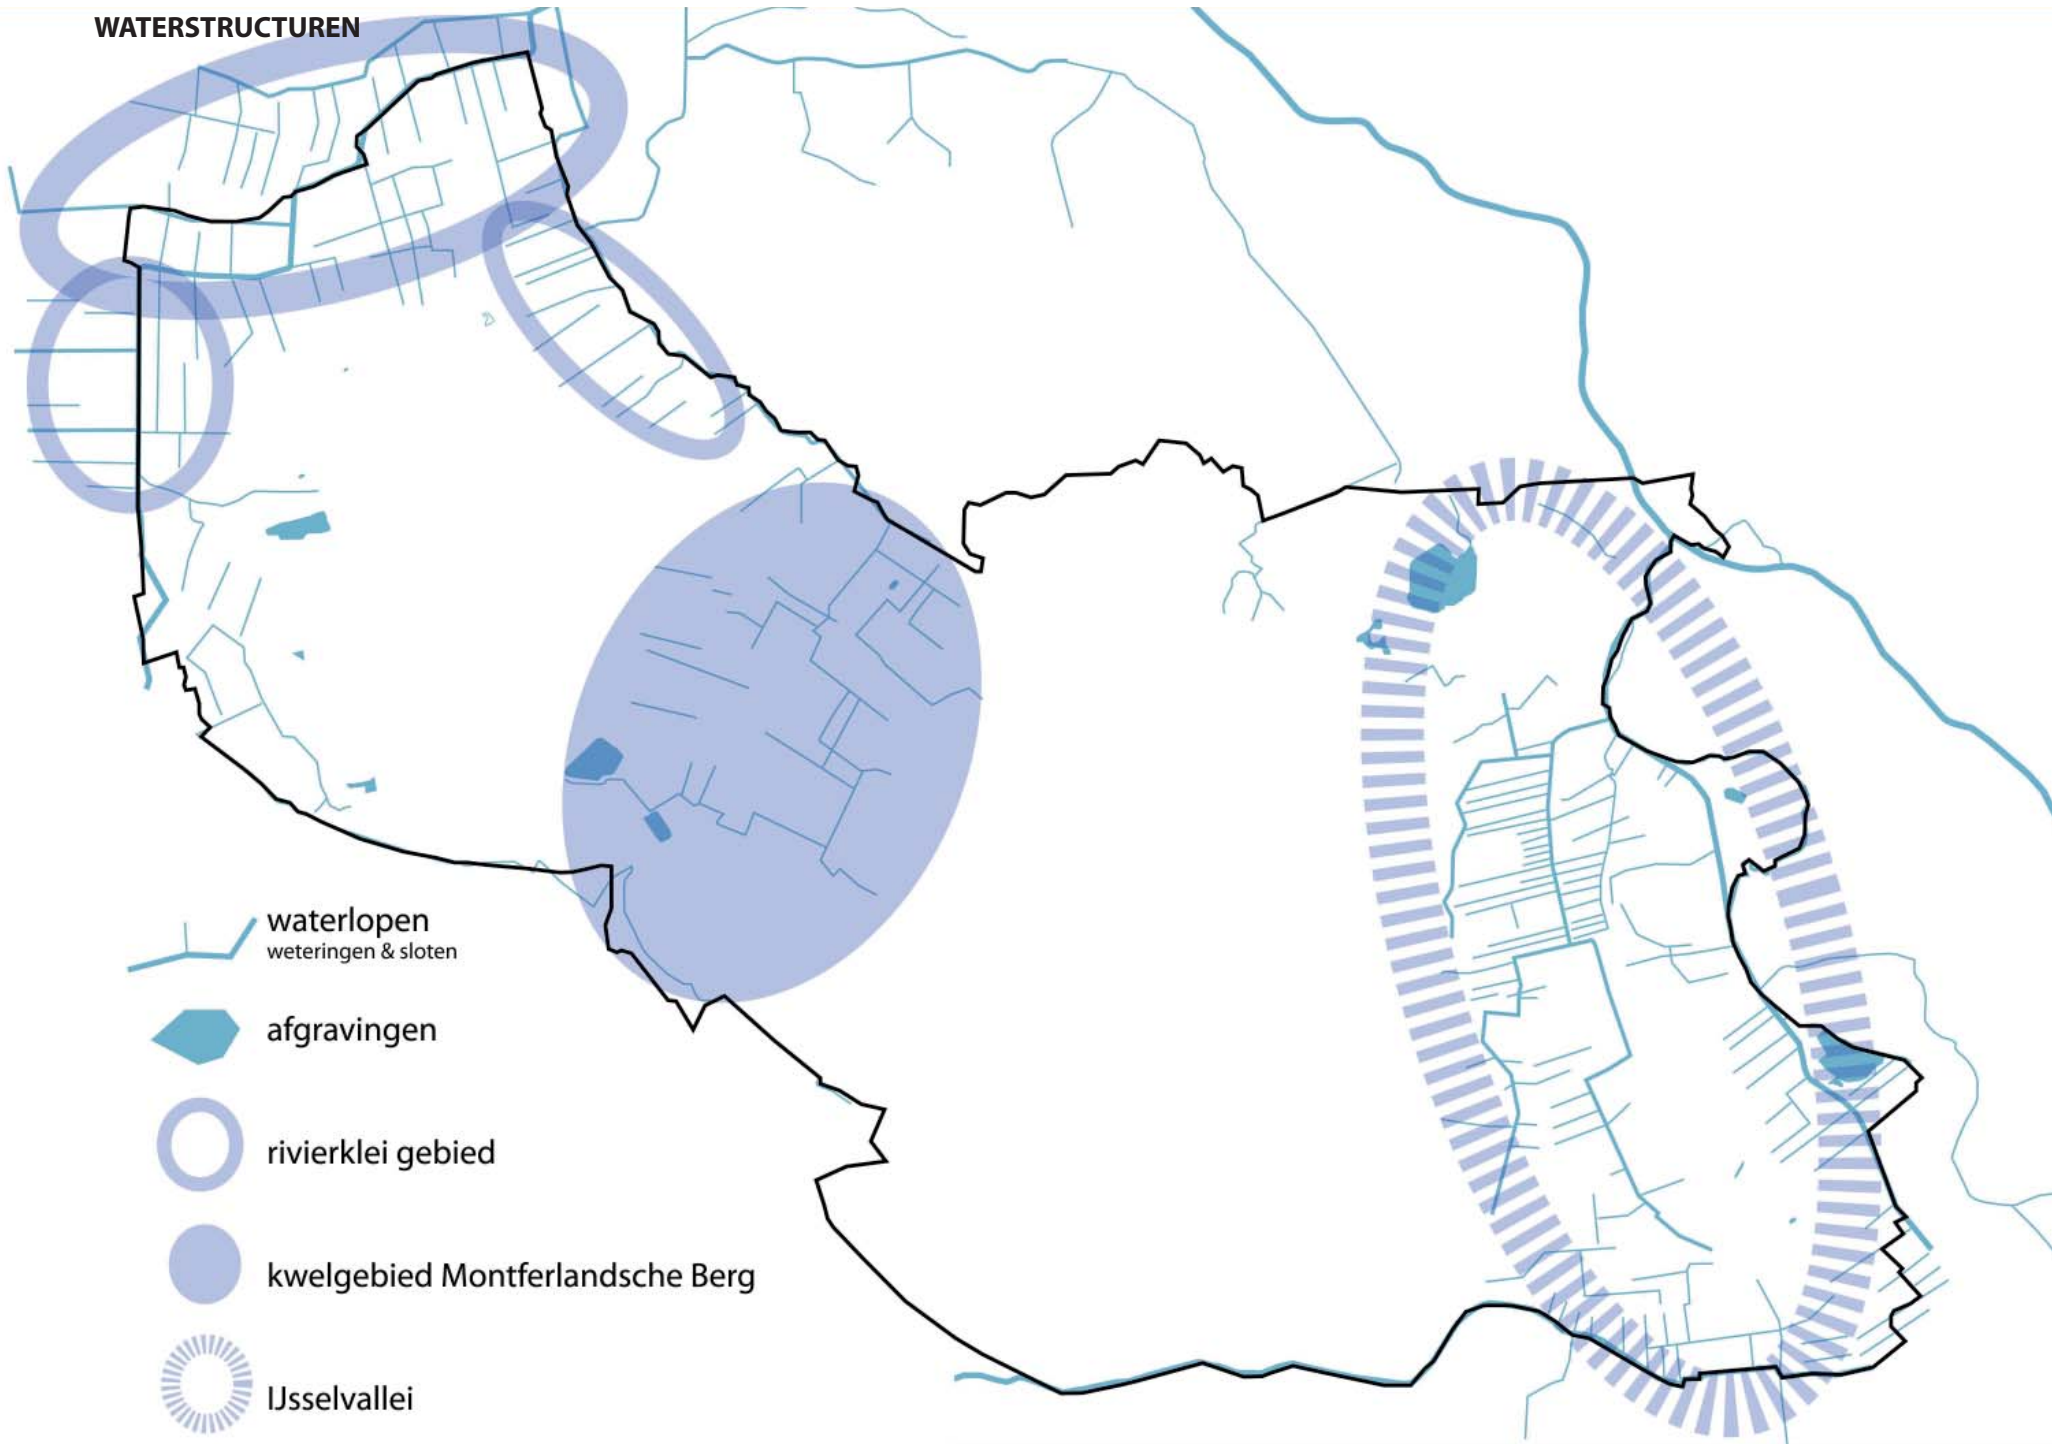 WATERSTRUCTUREN
waterlopen
weteringen & sloten
afgravingen
rivierklei gebied
kwelgebied Montferlandsche Berg
IJsselvallei